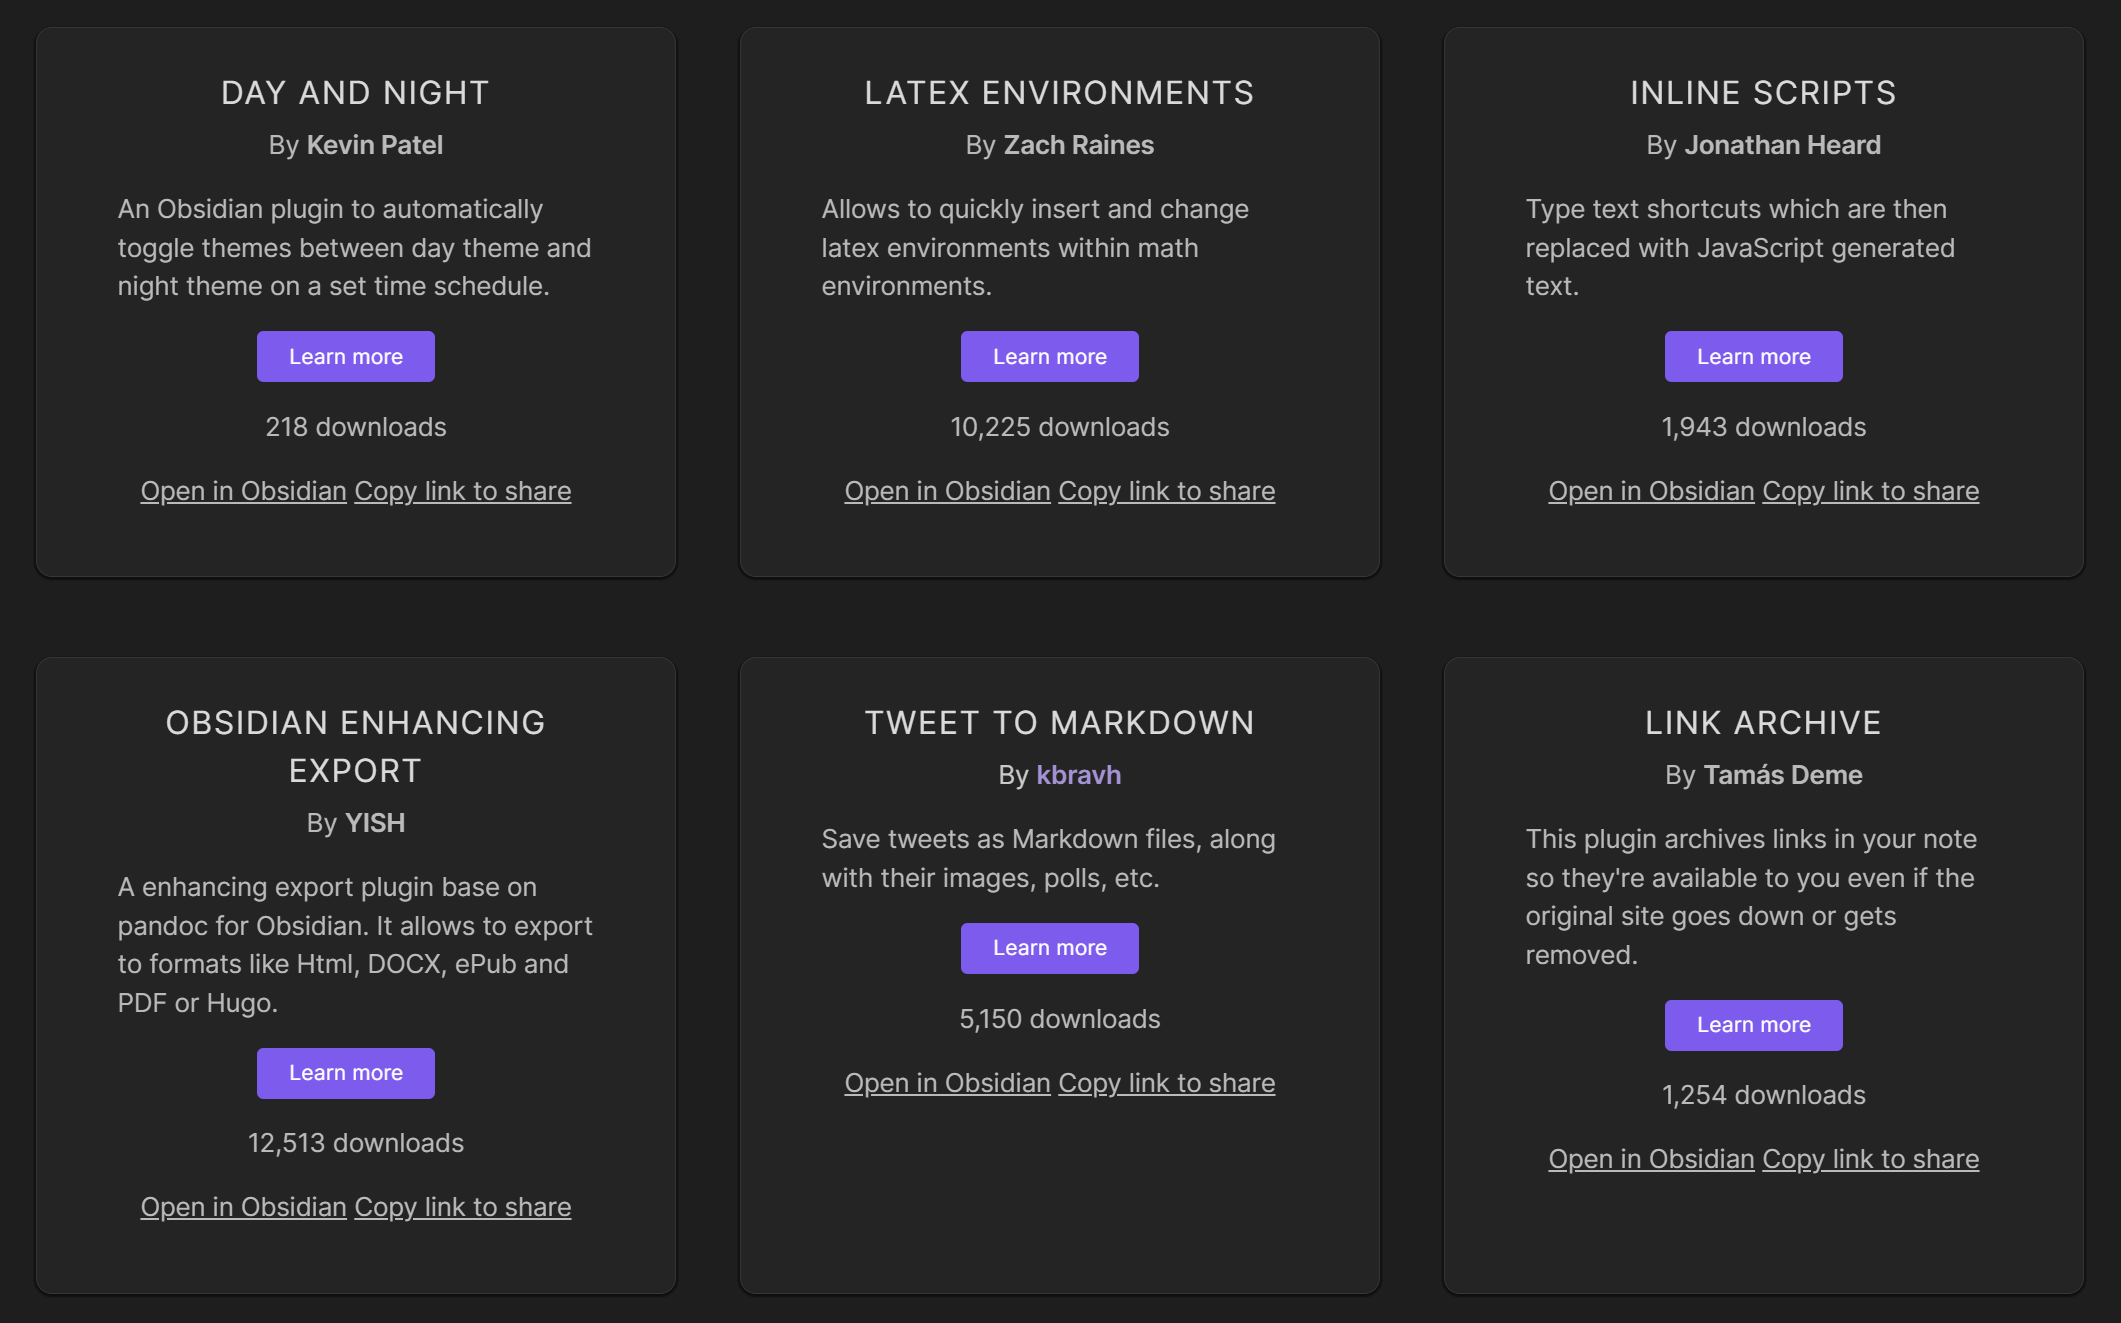 DAY AND NIGHT
By Kevin Patel
An Obsidian plugin to automatically
toggle themes between day theme and
night theme on a set time schedule.
Learn more
218 downloads
Open in Obsidian Copy link to share
LATEX ENVIRONMENTS
By Zach Raines
Allows to quickly insert and change
latex environments within math
environments.
Learn more
10,225 downloads
Open in Obsidian Copy link to share
INLINE SCRIPTS
By Jonathan Heard
Type text shortcuts which are then
replaced with JavaScript generated
text.
Learn more
1,943 downloads
Open in Obsidian Copy link to share
OBSIDIAN ENHANCING
EXPORT
By YISH
A enhancing export plugin base on
pandoc for Obsidian. It allows to export
to formats like Html, DOCX, ePub and
PDF or Hugo.
Learn more
12,513 downloads
Open in Obsidian Copy link to share
TWEET TO MARKDOWN
By kbravh
Save tweets as Markdown files, along
with their images, polls, etc.
Learn more
5,150 downloads
Open in Obsidian Copy link to share
LINK ARCHIVE
By Tamás Deme
This plugin archives links in your note
so they're available to you even if the
original site goes down or gets
removed.
Learn more
1,254 downloads
Open in Obsidian Copy link to share